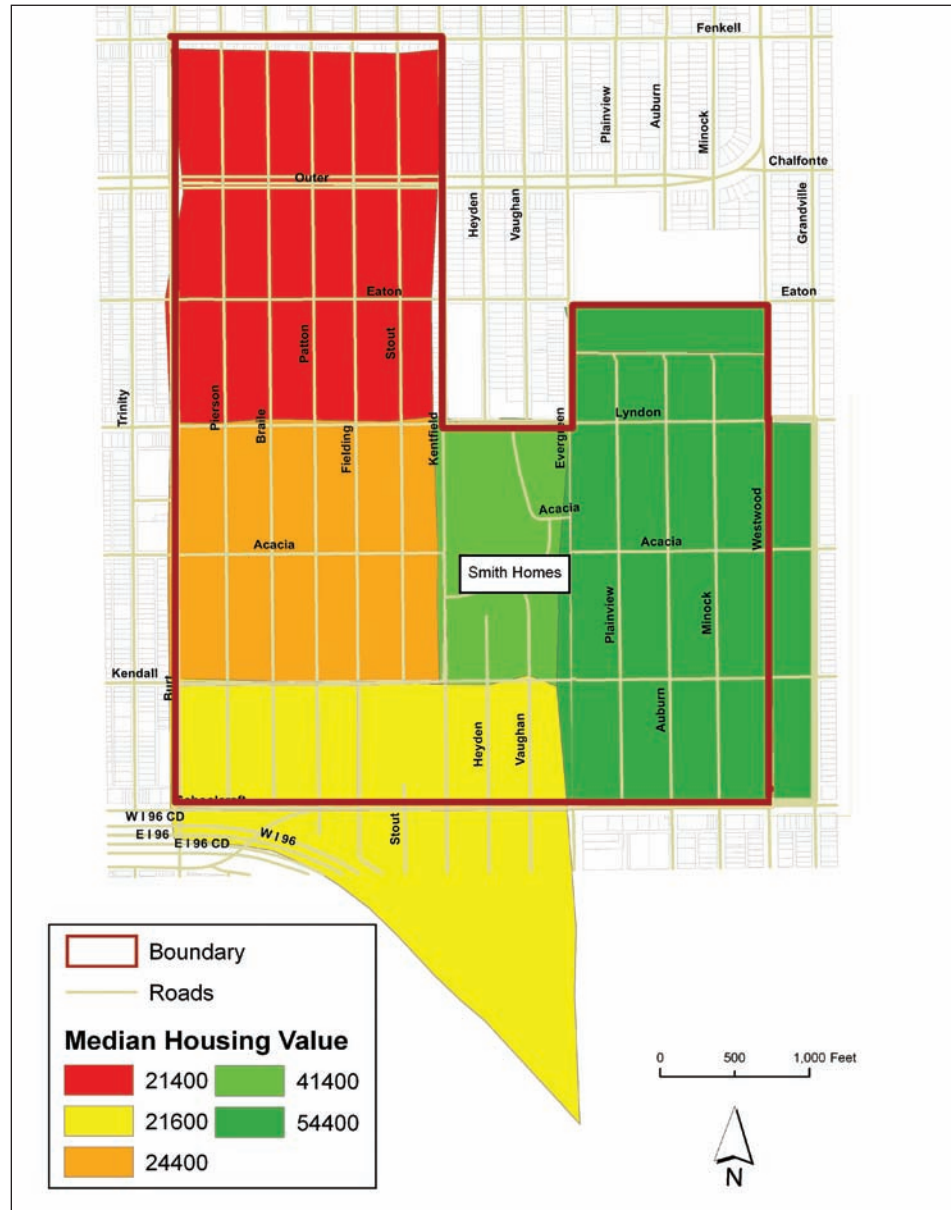 Fenkell
Plainview
Auburn
Minock
Chalfonte
Outer
Heyden
Vaughan
Grandville
Eaton
Eaton
Patton
Stout
Trinity
Pierson
Braile
Fielding
Kentfield
Evergreen
Lyndon
Acacia
Westwood
Acacia
Acacia
Smith Homes
Plainview
Minock
Kendall
Burt
Auburn
Heyden
Vaughan
Schoolcraft
W I 96 CD
E I 96
W I 96
E I 96 CD
Stout
Boundary
Roads
Median Housing Value
21400
41400
21600
54400
24400
0 500 1,000 Feet
N